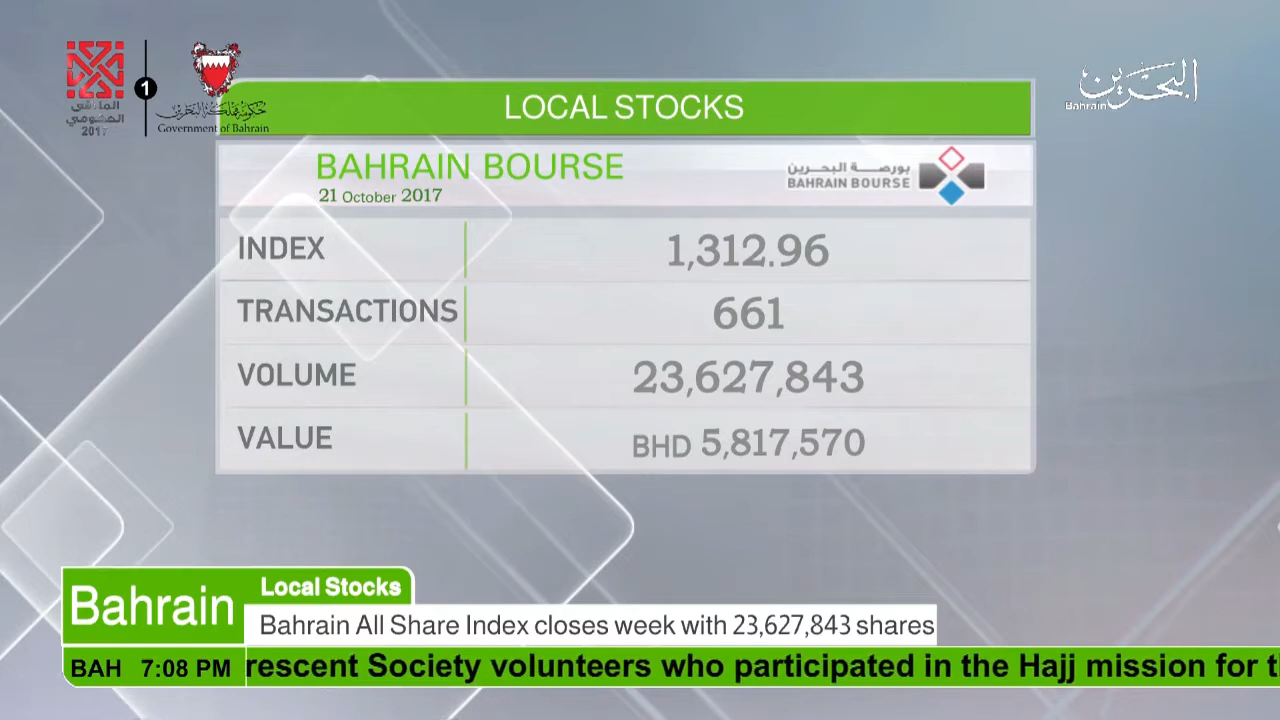 الملتقى
الحكومي
2017
1
حكومة مملكة البحرين
Government of Bahrain
LOCAL STOCKS
البحرين
Bahrain
BAHRAIN BOURSE
21 October 2017
بورصة البحرين
BAHRAIN BOURSE
INDEX 1,312.96
TRANSACTIONS 661
VOLUME 23,627,843
VALUE BHD 5,817,570
Bahrain
Local Stocks
Bahrain All Share Index closes week with 23,627,843 shares
BAH 7:08 PM rescent Society volunteers who participated in the Hajj mission for t